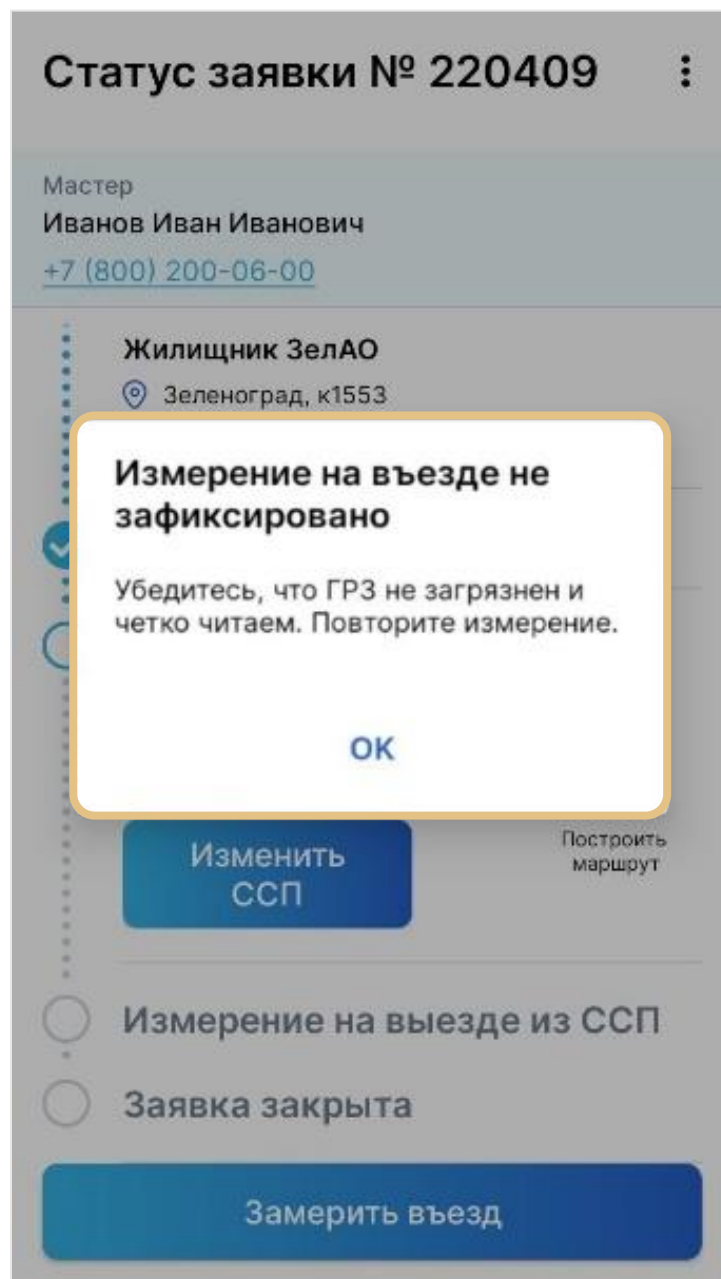 Статус заявки № 220409
Мастер
Иванов Иван Иванович
+7 (800) 200-06-00
Жилищник ЗелАО
Зеленоград, к1553
Измерение на въезде не
зафиксировано
Убедитесь, что ГРЗ не загрязнен и
четко читаем. Повторите измерение.
ОК
Изменить
ССП
Построить
маршрут
Измерение на выезде из ССП
Заявка закрыта
Замерить въезд